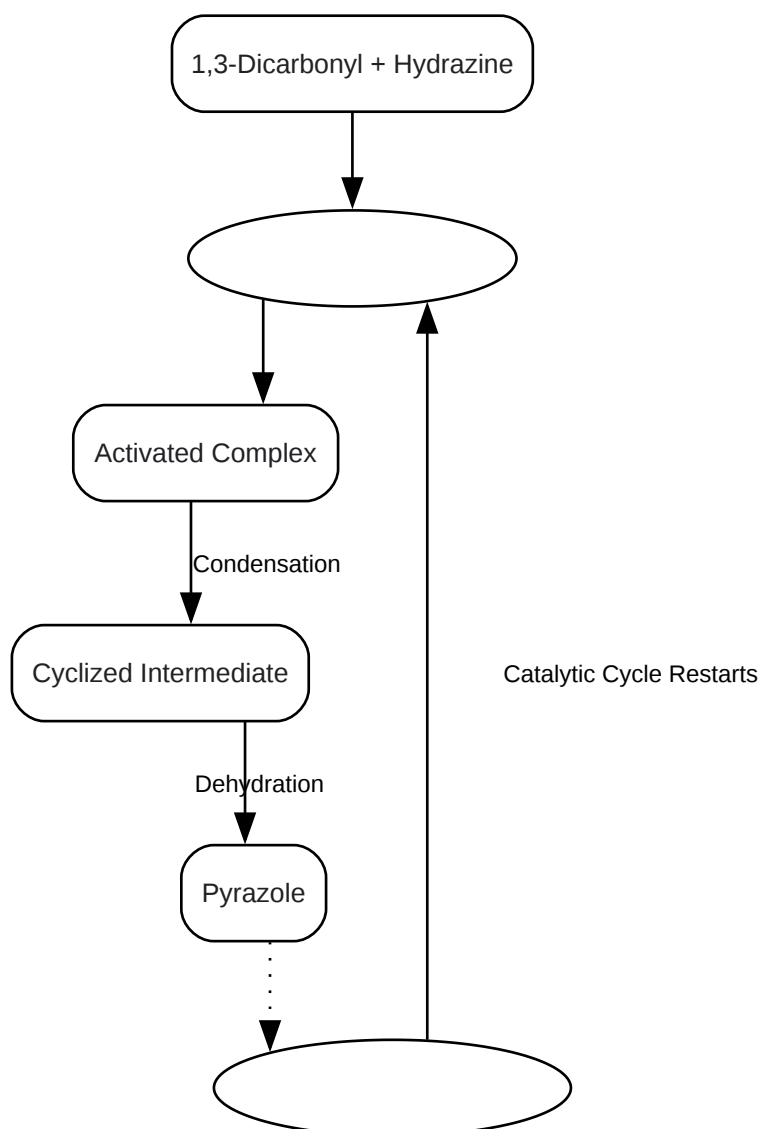 1,3-Dicarbonyl + Hydrazine
Activated Complex
Condensation
Cyclized Intermediate
Catalytic Cycle Restarts
Dehydration
Pyrazole